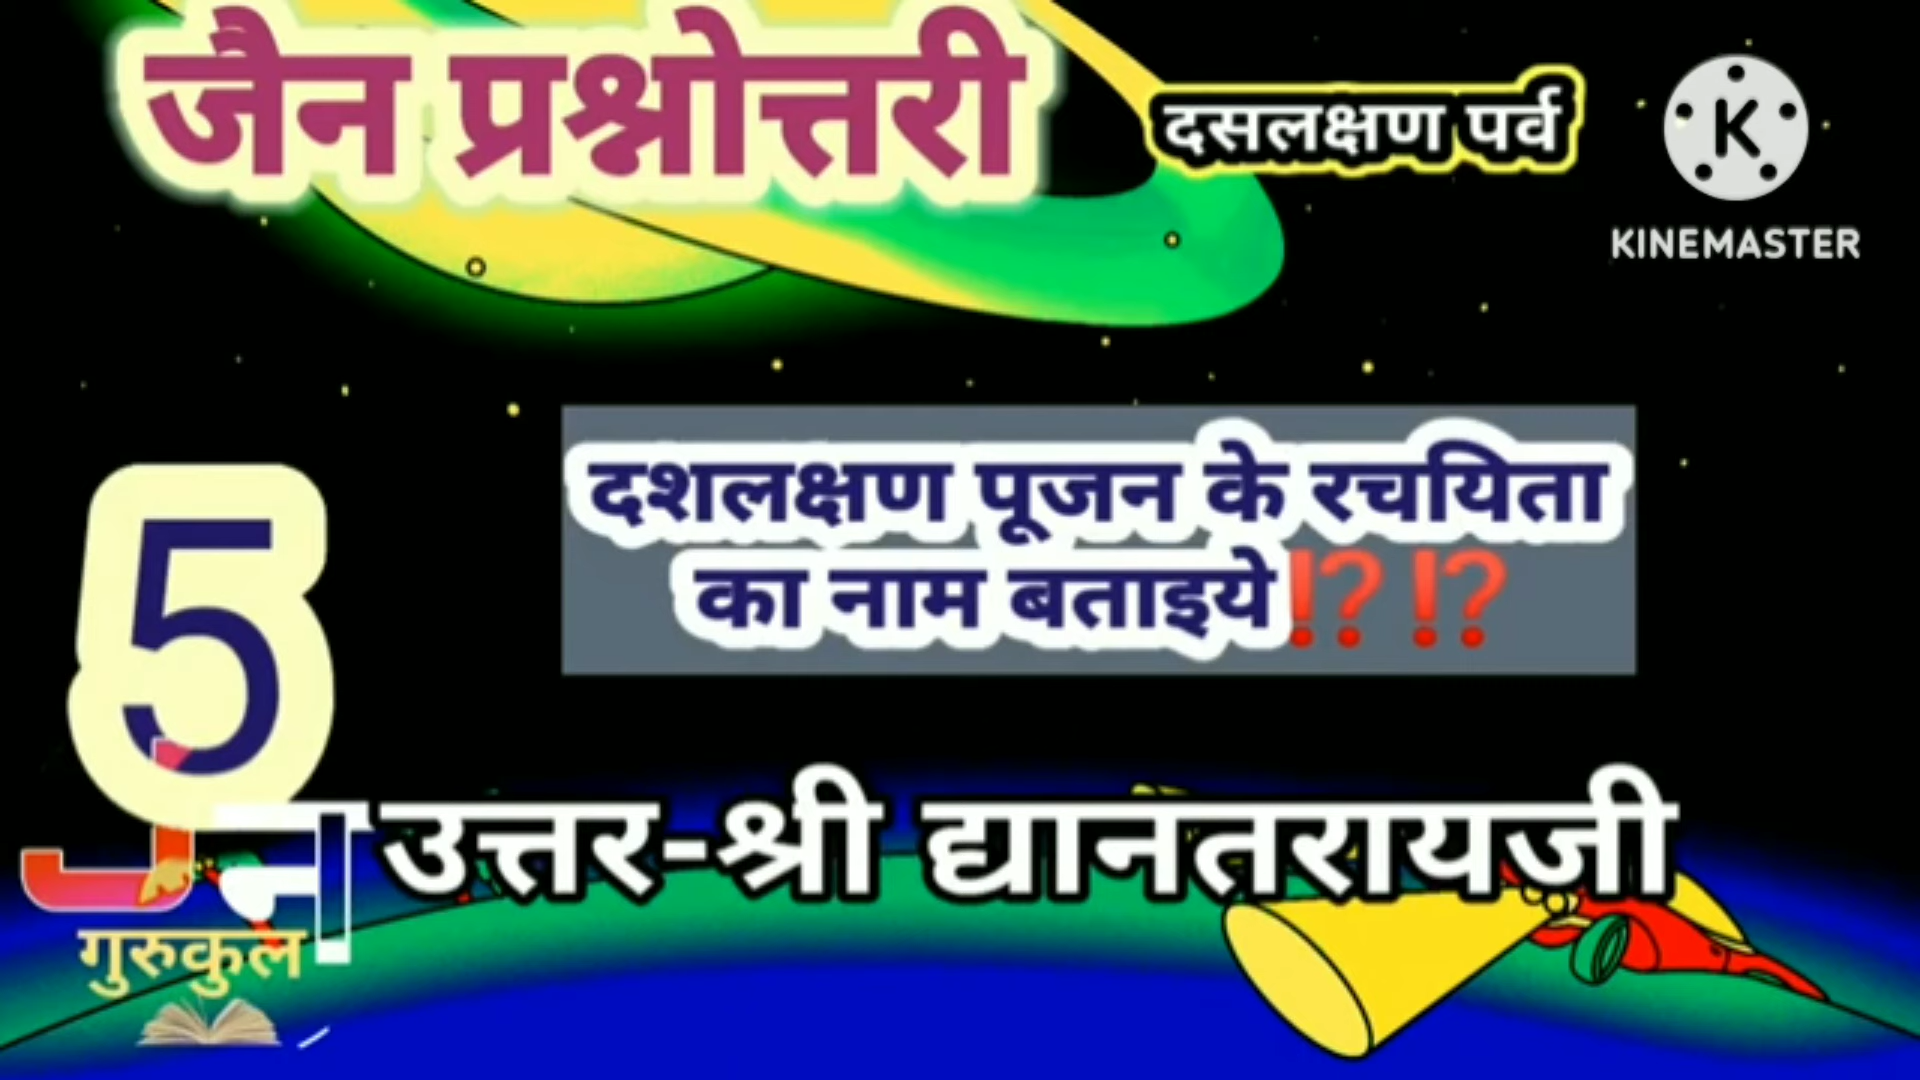 जैन प्रश्नोत्तरी
दसलक्षण पर्व
K
KINEMASTER
दशलक्षण पूजन के रचयिता
का नाम बताइये⁉️⁉️
5
उत्तर-श्री द्यानतरायजी
गुरुकुल